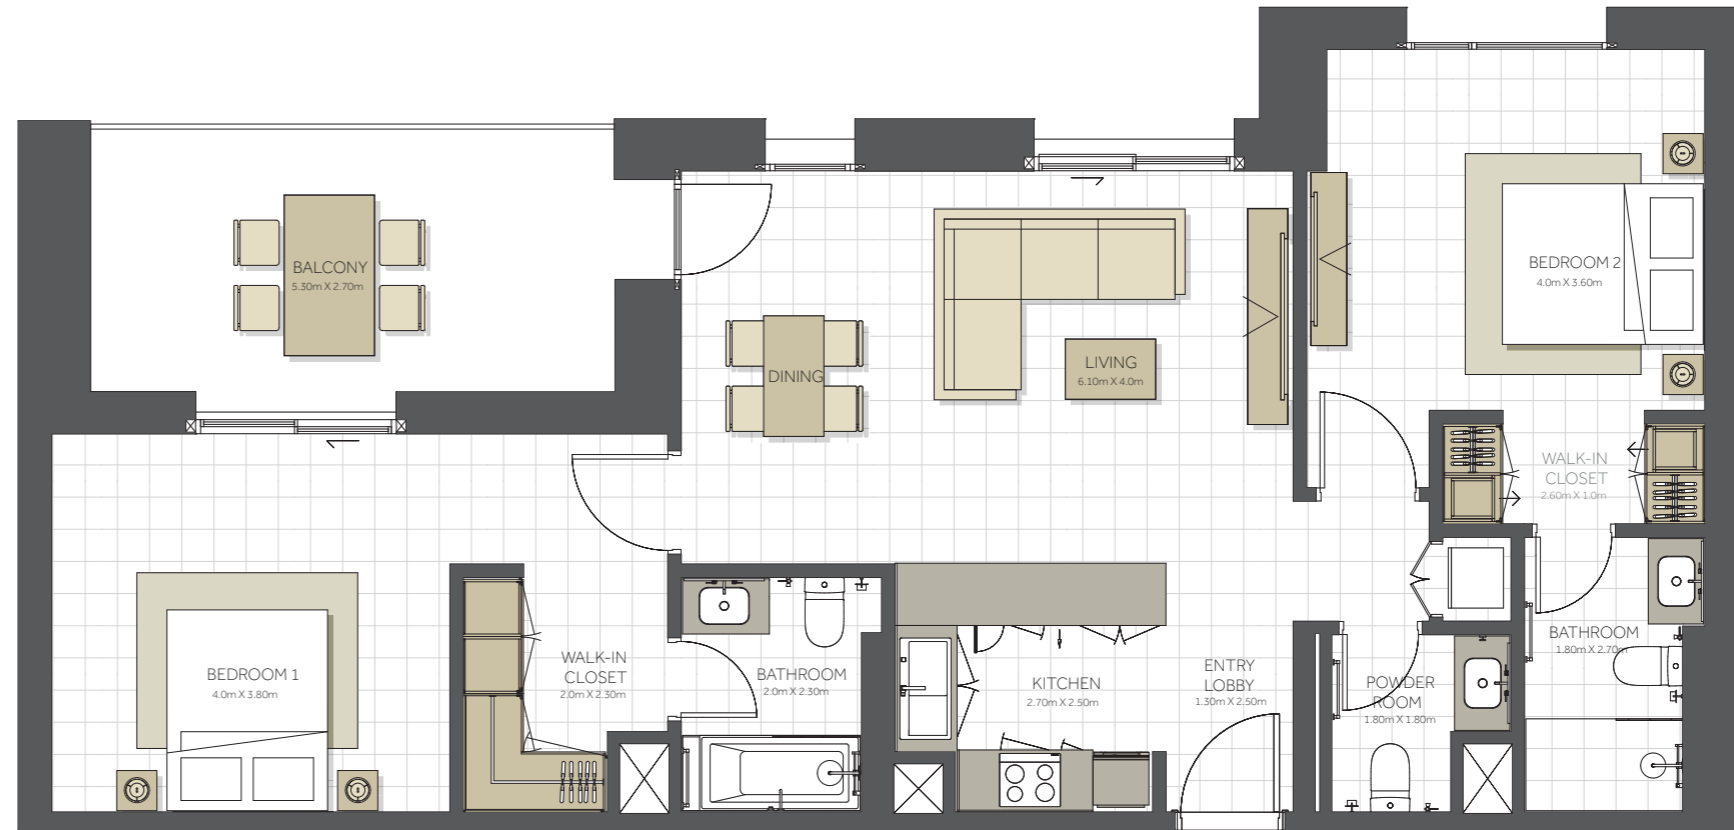 BALCONY
5.30m X 2.70m
DINING
LIVING
6.10m X 4.0m
BEDROOM 2
4.0m X 3.60m
WALK-IN
CLOSET
2.60m X 1.0m
BEDROOM 1
4.0m X 3.80m
WALK-IN
CLOSET
2.0m X 2.30m
BATHROOM
2.0m X 2.30m
KITCHEN
2.70m X 2.50m
ENTRY
LOBBY
1.30m X 2.50m
POWDER
ROOM
1.80m X 1.80m
BATHROOM
1.80m X 2.70m